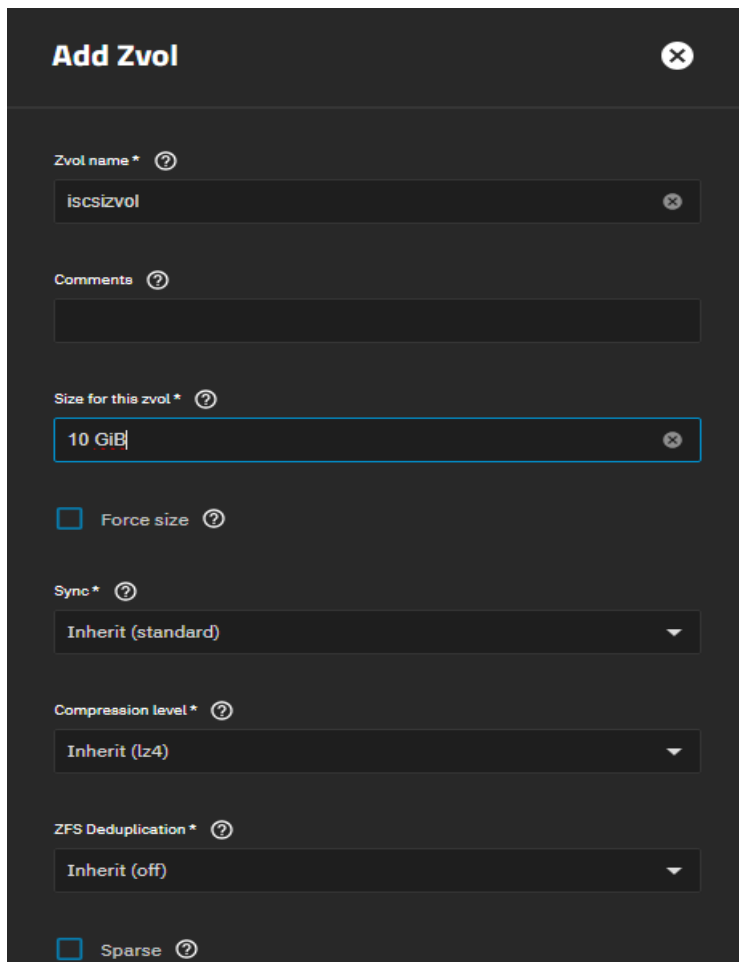 Add Zvol
Zvol name *
iscsizvol
Comments
Size for this zvol *
10 GiB
Force size
Sync *
Inherit (standard)
Compression level *
Inherit (lz4)
ZFS Deduplication *
Inherit (off)
Sparse